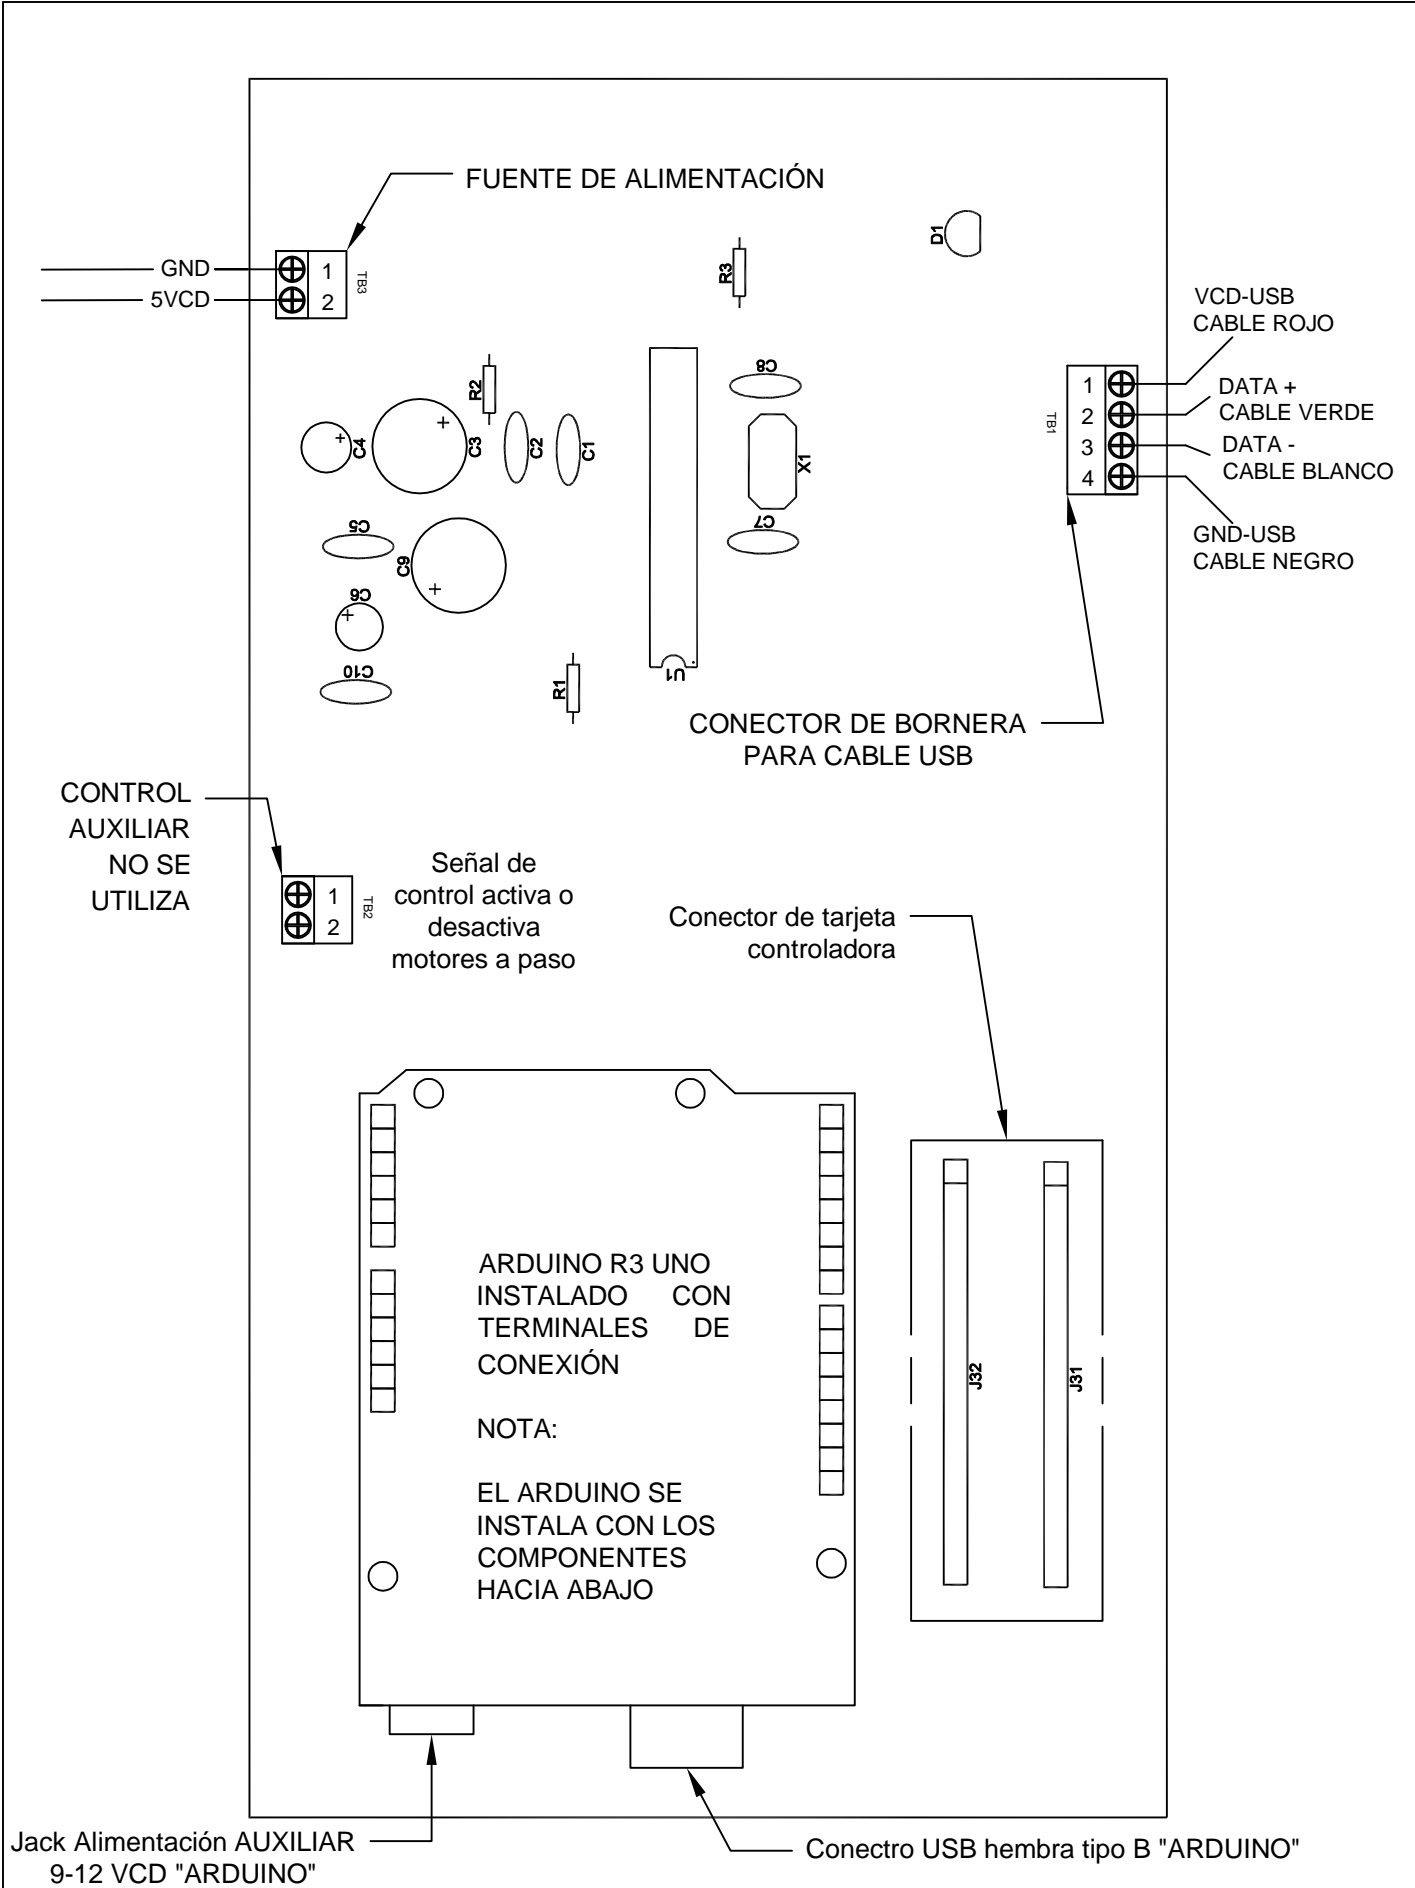 FUENTE DE ALIMENTACIÓN
GND
5VCD
1
2
TB3
R3
D1
VCD-USB
CABLE ROJO
DATA +
CABLE VERDE
DATA -
CABLE BLANCO
GND-USB
CABLE NEGRO
1
2
3
4
TB1
R2
C4
C3
C2
C1
C8
X1
C7
C5
C9
C6
C10
R1
U1
CONECTOR DE BORNERA
PARA CABLE USB
CONTROL
AUXILIAR
NO SE
UTILIZA
1
2
TB2
Señal de
control activa o
desactiva
motores a paso
Conector de tarjeta
controladora
ARDUINO R3 UNO
INSTALADO CON
TERMINALES DE
CONEXIÓN
NOTA:
EL ARDUINO SE
INSTALA CON LOS
COMPONENTES
HACIA ABAJO
J32
J31
Jack Alimentación AUXILIAR
9-12 VCD "ARDUINO"
Conectro USB hembra tipo B "ARDUINO"